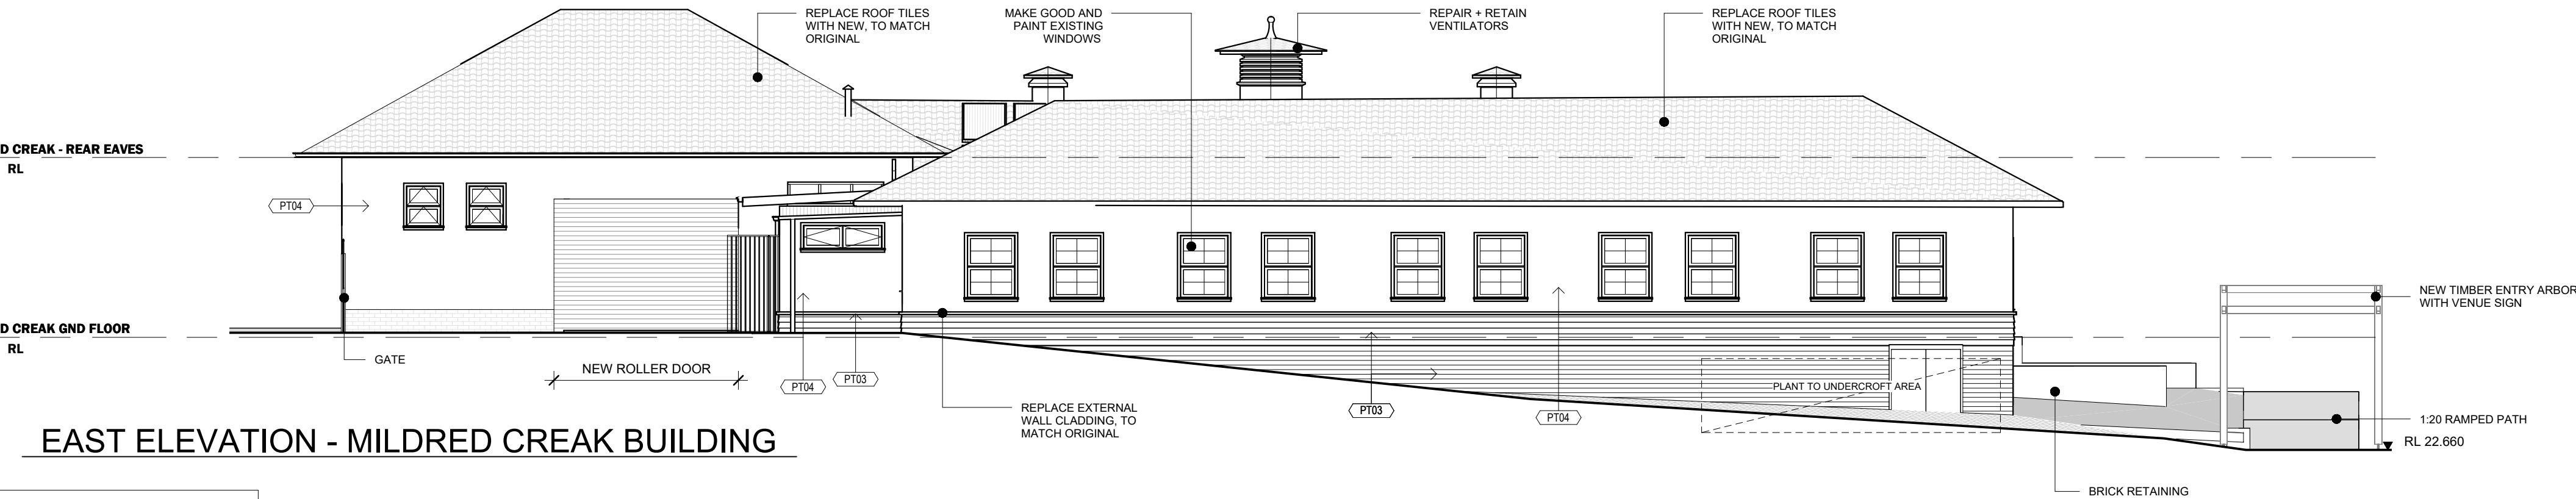 REPLACE ROOF TILES
WITH NEW, TO MATCH
ORIGINAL
MAKE GOOD AND
PAINT EXISTING
WINDOWS
REPAIR + RETAIN
VENTILATORS
REPLACE ROOF TILES
WITH NEW, TO MATCH
ORIGINAL
D CREAK - REAR EAVES
RL
PT04
D CREAK GND FLOOR
RL
GATE
NEW ROLLER DOOR
PT04
PT03
REPLACE EXTERNAL
WALL CLADDING, TO
MATCH ORIGINAL
PT03
PT04
PLANT TO UNDERCROFT AREA
NEW TIMBER ENTRY ARBOR
WITH VENUE SIGN
1:20 RAMPED PATH
RL 22.660
BRICK RETAINING
EAST ELEVATION - MILDRED CREAK BUILDING